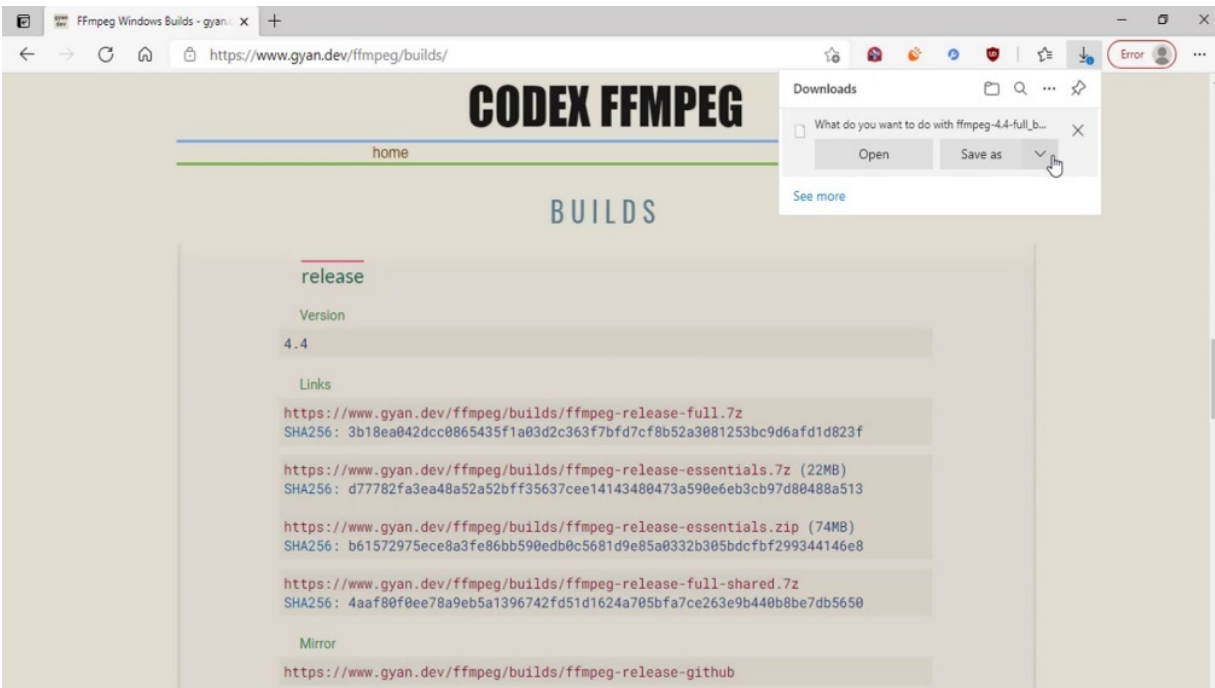 FFmpeg Windows Builds - gyan.
https://www.gyan.dev/ffmpeg/builds/
Error
CODEX FFMPEG
home
Downloads
What do you want to do with ffmpeg-4.4-full_b...
Open
Save as
See more
BUILDS
release
Version
4.4
Links
https://www.gyan.dev/ffmpeg/builds/ffmpeg-release-full.7z
SHA256: 3b18ea042dcc0865435f1a03d2c363f7bfd7cf8b52a3081253bc9d6afd1d823f
https://www.gyan.dev/ffmpeg/builds/ffmpeg-release-essentials.7z (22MB)
SHA256: d77782fa3ea48a52a52bff35637cee14143480473a590e6eb3cb97d80488a513
https://www.gyan.dev/ffmpeg/builds/ffmpeg-release-essentials.zip (74MB)
SHA256: b61572975ece8a3fe86bb590edb0c5681d9e85a0332b305bdcfbf299344146e8
https://www.gyan.dev/ffmpeg/builds/ffmpeg-release-full-shared.7z
SHA256: 4aaf80f0ee78a9eb5a1396742fd51d1624a705bfa7ce263e9b440b8be7db5650
Mirror
https://www.gyan.dev/ffmpeg/builds/ffmpeg-release-github